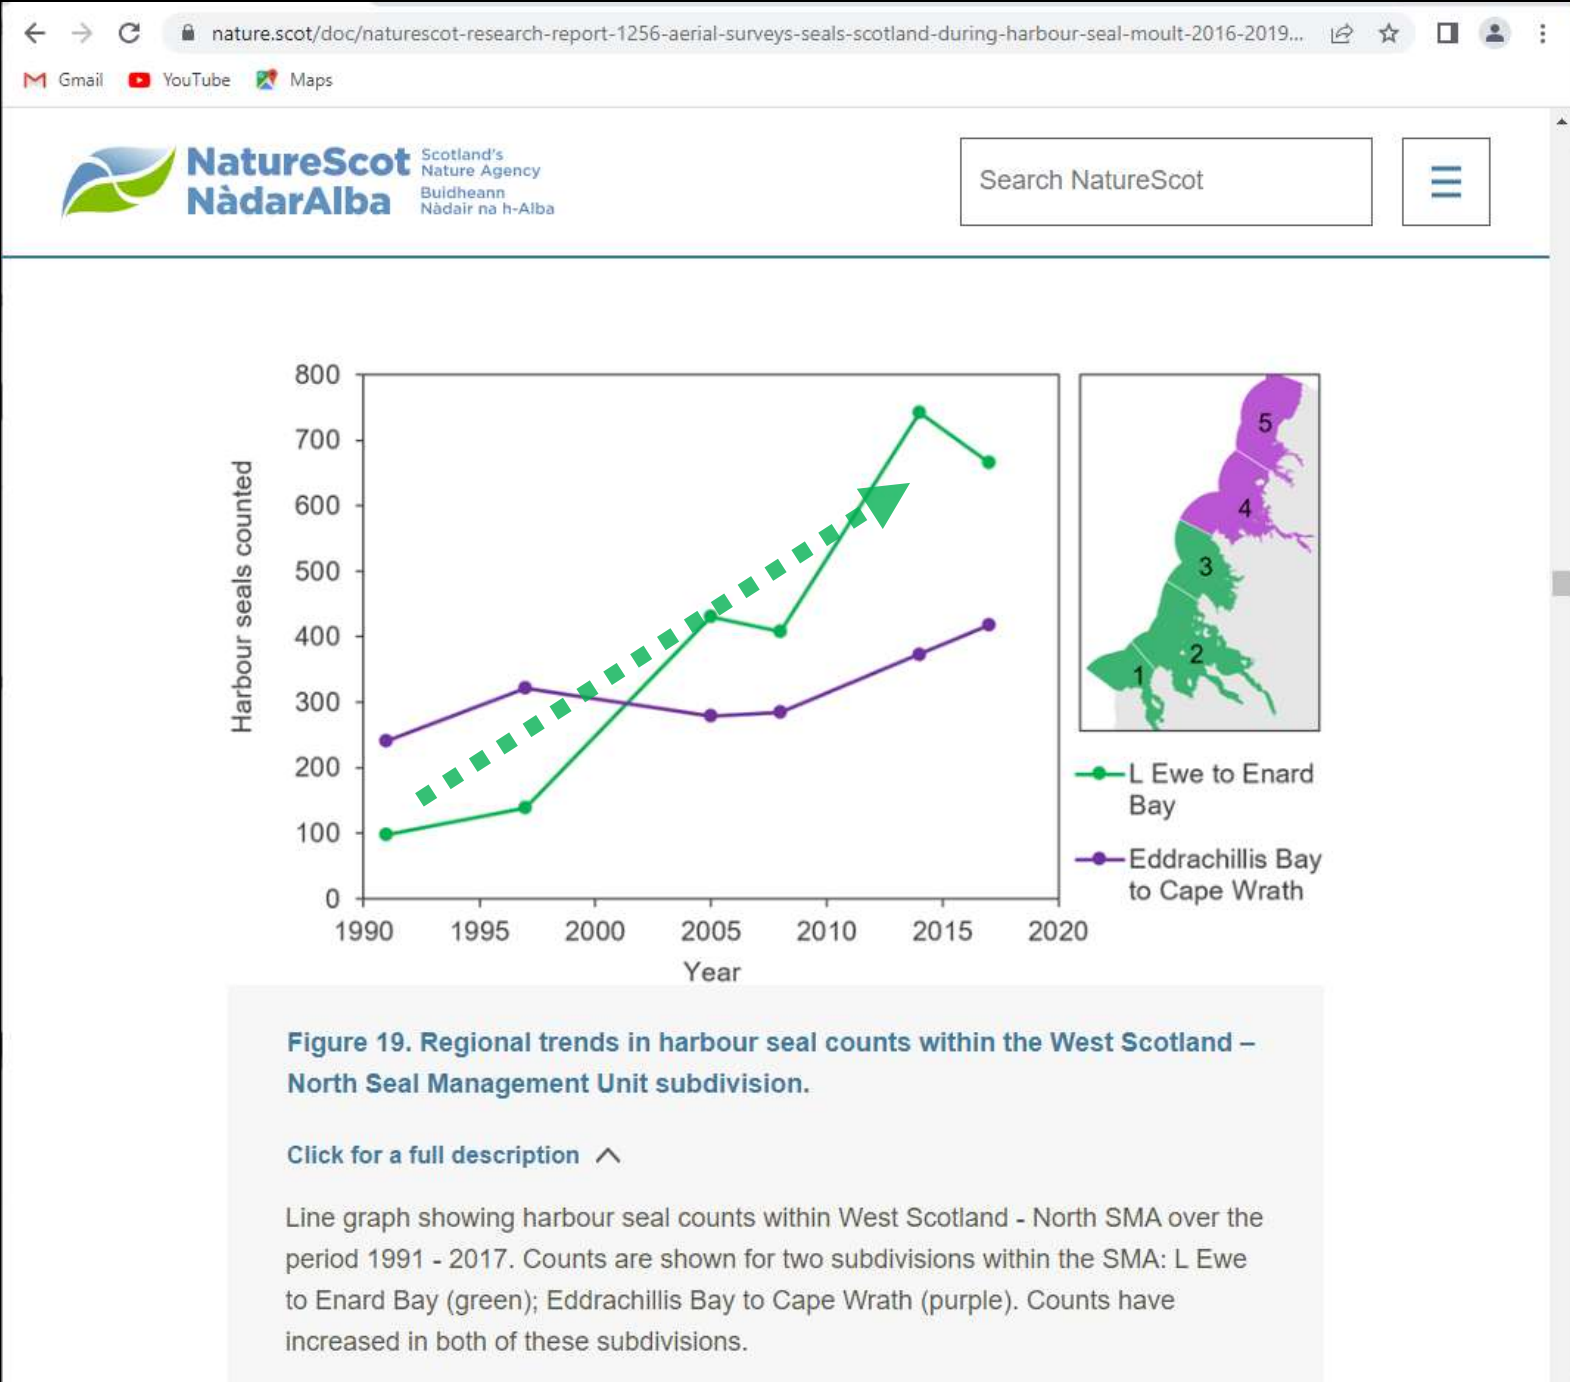 nature.scot/doc/naturescot-research-report-1256-aerial-surveys-seals-scotland-during-harbour-seal-moult-2016-2019...
Gmail YouTube Maps
NatureScot
NàdarAlba
Scotland's
Nature Agency
Buidheann
Nàdair na h-Alba
Search NatureScot
Harbour seals counted
800
700
600
500
400
300
200
100
0
1990 1995 2000 2005 2010 2015 2020
Year
5
4
3
2
1
L Ewe to Enard
Bay
Eddrachillis Bay
to Cape Wrath
Figure 19. Regional trends in harbour seal counts within the West Scotland –
North Seal Management Unit subdivision.
Click for a full description
Line graph showing harbour seal counts within West Scotland - North SMA over the
period 1991 - 2017. Counts are shown for two subdivisions within the SMA: L Ewe
to Enard Bay (green); Eddrachillis Bay to Cape Wrath (purple). Counts have
increased in both of these subdivisions.